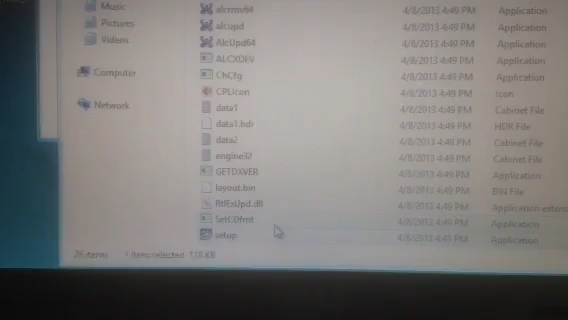 Music
Pictures
Videos
Computer
Network
alcrmv64 4/8/2013 4:49 PM Application
alcupd 4/8/2013 4:49 PM Application
AlcUpd64 4/8/2013 4:49 PM Application
ALCXDEV 4/8/2013 4:49 PM Application
ChCfg 4/8/2013 4:49 PM Application
CPLIcon 4/8/2013 4:49 PM Icon
data1 4/8/2013 4:49 PM Cabinet File
data1.hdr 4/8/2013 4:49 PM HDR File
data2 4/8/2013 4:49 PM Cabinet File
engine32 4/8/2013 4:49 PM Cabinet File
GETDXVER 4/8/2013 4:49 PM Application
layout.bin 4/8/2013 4:49 PM BIN File
RtlExUpd.dll 4/8/2013 4:49 PM Application exten
SetCDfmt 4/8/2013 4:49 PM Application
setup 4/8/2013 4:49 PM Application
items 1 item selected KB